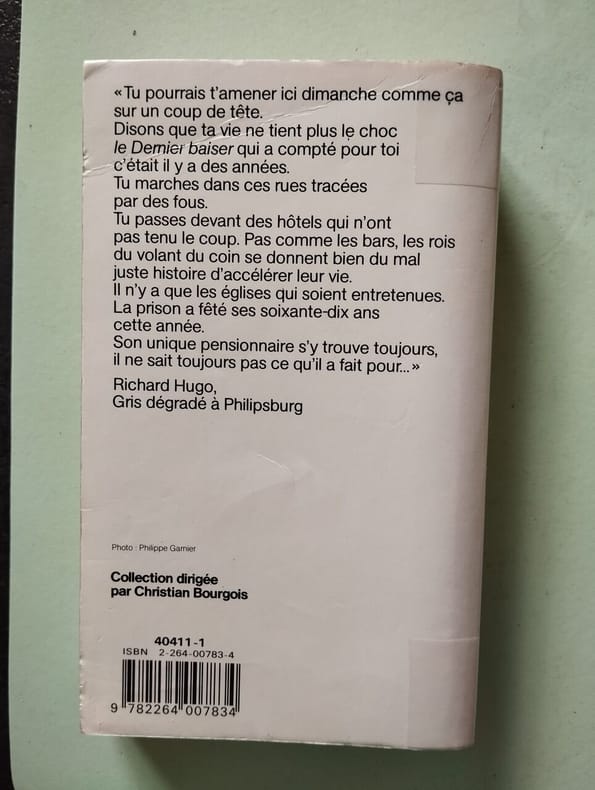 « Tu pourrais t'amener ici dimanche comme ça
sur un coup de tête.
Disons que ta vie ne tient plus le choc
le Dernier baiser qui a compté pour toi
c'était il y a des années.
Tu marches dans ces rues tracées
par des fous.
Tu passes devant des hôtels qui n'ont
pas tenu le coup. Pas comme les bars, les rois
du volant du coin se donnent bien du mal
juste histoire d'accélérer leur vie.
Il n'y a que les églises qui soient entretenues.
La prison a fêté ses soixante-dix ans
cette année.
Son unique pensionnaire s'y trouve toujours,
il ne sait toujours pas ce qu'il a fait pour... »
Richard Hugo,
Gris dégradé à Philipsburg
Photo : Philippe Garnier
Collection dirigée
par Christian Bourgois
40411-1
ISBN 2-264-00783-4
9 782264 007834